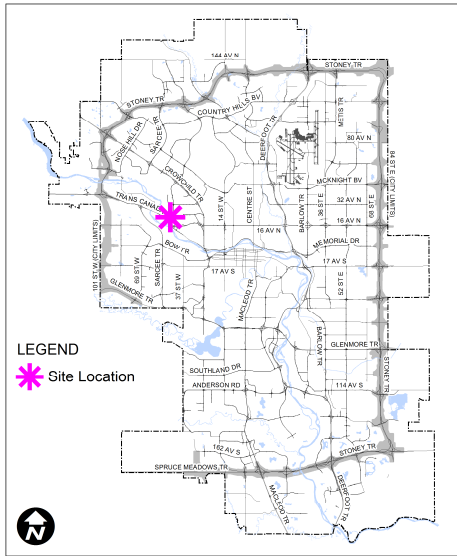 144 AV N
STONEY TR
STONEY TR
COUNTRY HILLS BV
METIS TR
NOSE HILL DR
SARCEE TR
DEERFOOT TR
80 AV N
CROWCHILD TR
MCKNIGHT BV
84 ST E (CITY LIMITS)
TRANS CANADA
14 ST W
CENTRE ST
BARLOW TR
36 ST E
32 AV N
68 ST E
16 AV N
16 AV N
BOW TR
MEMORIAL DR
101 ST W (CITY LIMITS)
69 ST W
SARCEE TR
37 ST W
17 AV S
17 AV S
GLENMORE TR
MACLEOD TR
52 ST E
BARLOW TR
GLENMORE TR
STONEY TR
SOUTHLAND DR
ANDERSON RD
114 AV S
LEGEND
Site Location
162 AV S
STONEY TR
SPRUCE MEADOWS TR
MACLEOD TR
DEERFOOT TR
N